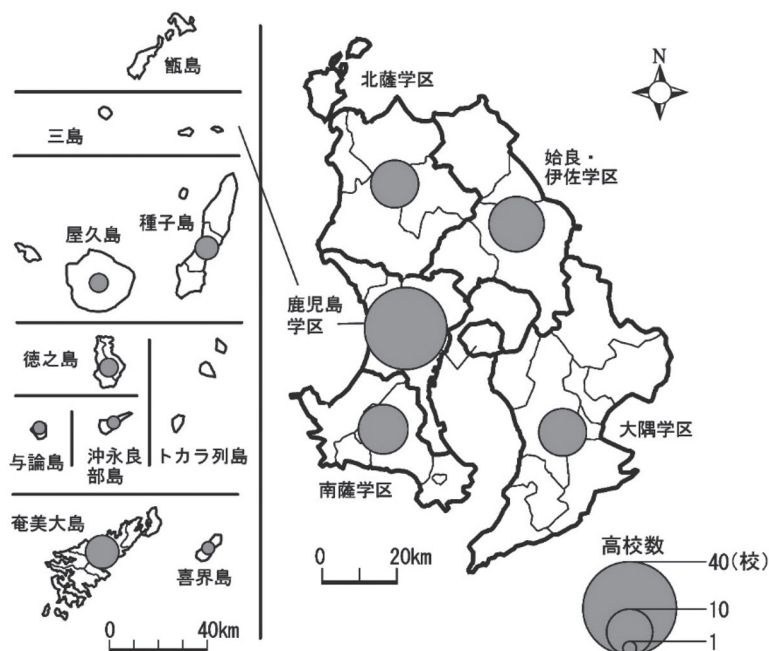 甑島
三島
種子島
屋久島
徳之島
与論島
沖永良
部島
トカラ列島
奄美大島
喜界島
0 40km
北薩学区
姶良・
伊佐学区
鹿児島
学区
南薩学区
大隅学区
0 20km
N
高校数
40(校)
10
1